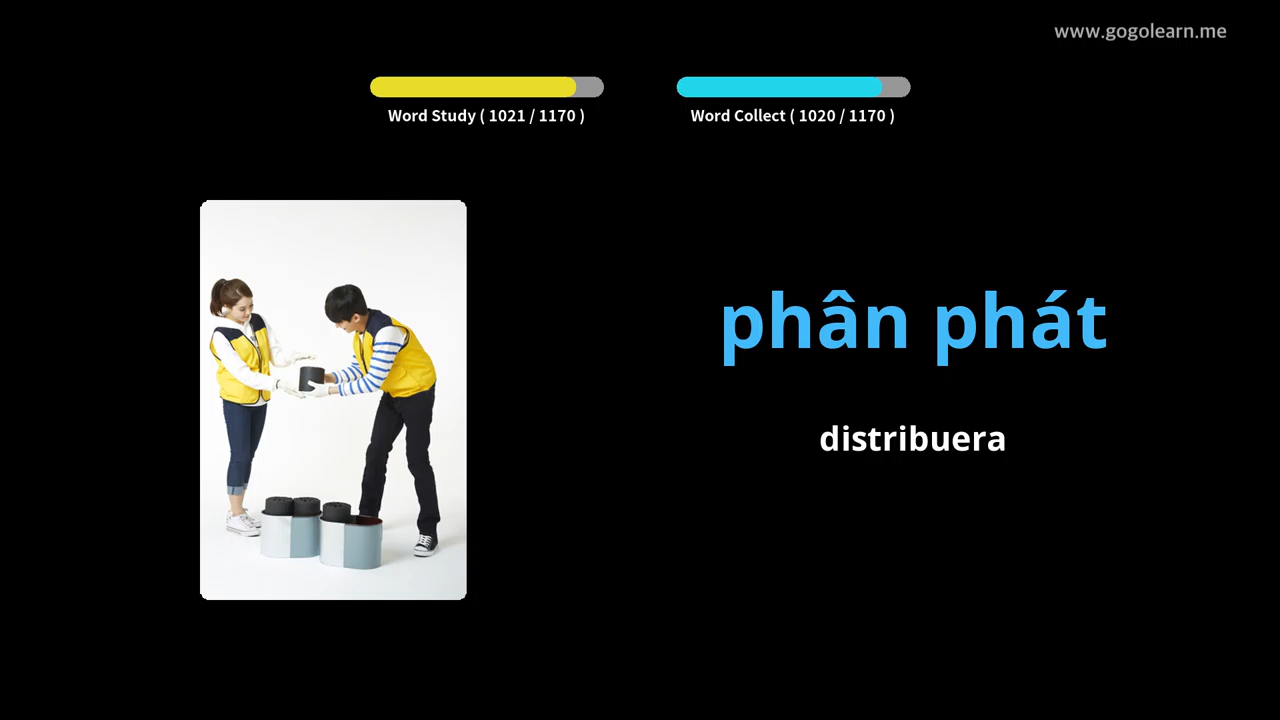 www.gogolearn.me
Word Study ( 1021 / 1170 )
Word Collect ( 1020 / 1170 )
phân phát
distribuera